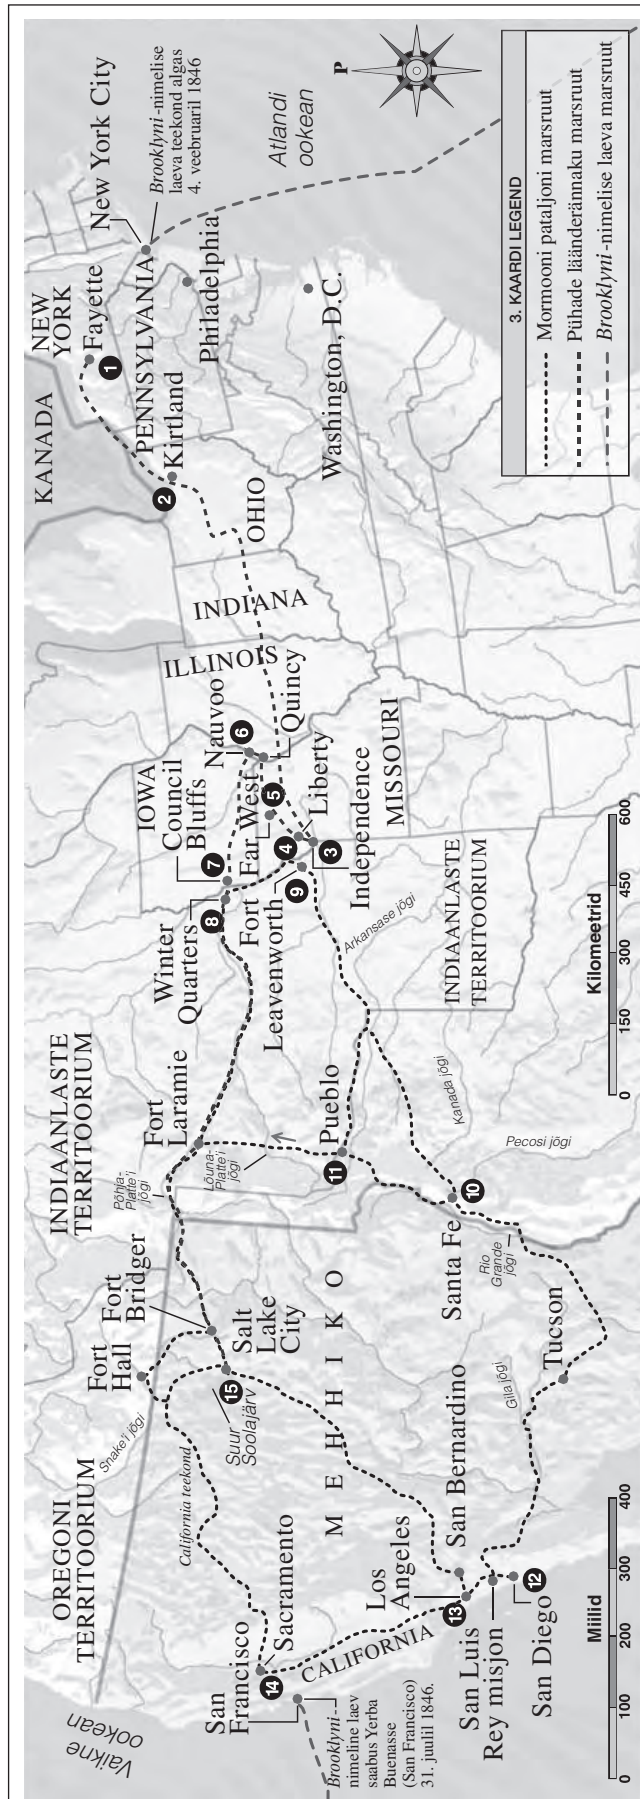 Vaikne
ookean
OREGONI
TERRITOORIUM
Snake'i jõgi
Fort
Hall
Fort
Bridger
INDIAANLASTE
TERRITOORIUM
Põhja-
Platte'i
jõgi
Fort
Laramie
Lõuna-
Platte'i
jõgi
Winter
Quarters
8
IOWA
Council
Bluffs
7
Nauvoo
6
Quincy
Far West
5
Fort
Leavenworth
9
4
Liberty
3
Independence
MISSOURI
ILLINOIS
INDIANA
OHIO
KANADA
2
Kirtland
NEW
YORK
Fayette
1
PENNSYLVANIA
New York City
Brooklyni-nimelise
laeva teekond algas
4. veebruaril 1846
Philadelphia
Washington, D.C.
Atlandi
ookean
P
California teekond
Suur
Soolajärv
Salt
Lake
City
15
MEHHIKO
San
Francisco
14
Sacramento
Brooklyni-
nimeline laev
saabus Yerba
Buenasse
(San Francisco)
31. juulil 1846.
CALIFORNIA
Los
Angeles
13
San Bernardino
San Luis
Rey misjon
San Diego
12
Gila jõgi
Tucson
Rio
Grande
jõgi
Santa Fe
10
Pueblo
11
Pecosi jõgi
Kanada jõgi
Arkansase jõgi
INDIAANLASTE
TERRITOORIUM
Miilid
0 100 200 300 400
Kilomeetrid
0 150 300 450 600
3. KAARDI LEGEND
Mormooni pataljoni marsruut
Pühade läänderännaku marsruut
Brooklyni-nimelise laeva marsruut